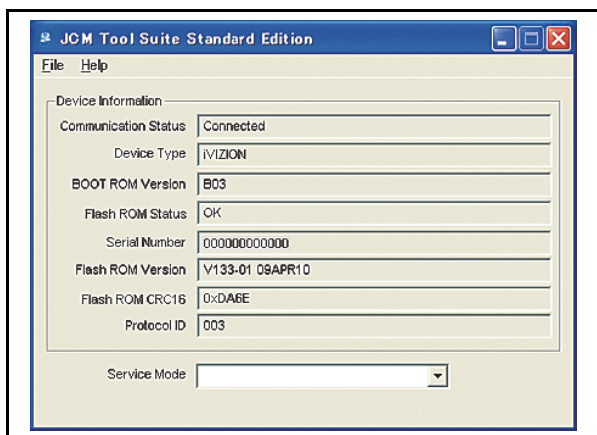 JCM Tool Suite Standard Edition
File Help
Device Information
Communication Status Connected
Device Type iVIZION
BOOT ROM Version B03
Flash ROM Status OK
Serial Number 000000000000
Flash ROM Version V133-01 09APR10
Flash ROM CRC16 0xDA6E
Protocol ID 003
Service Mode